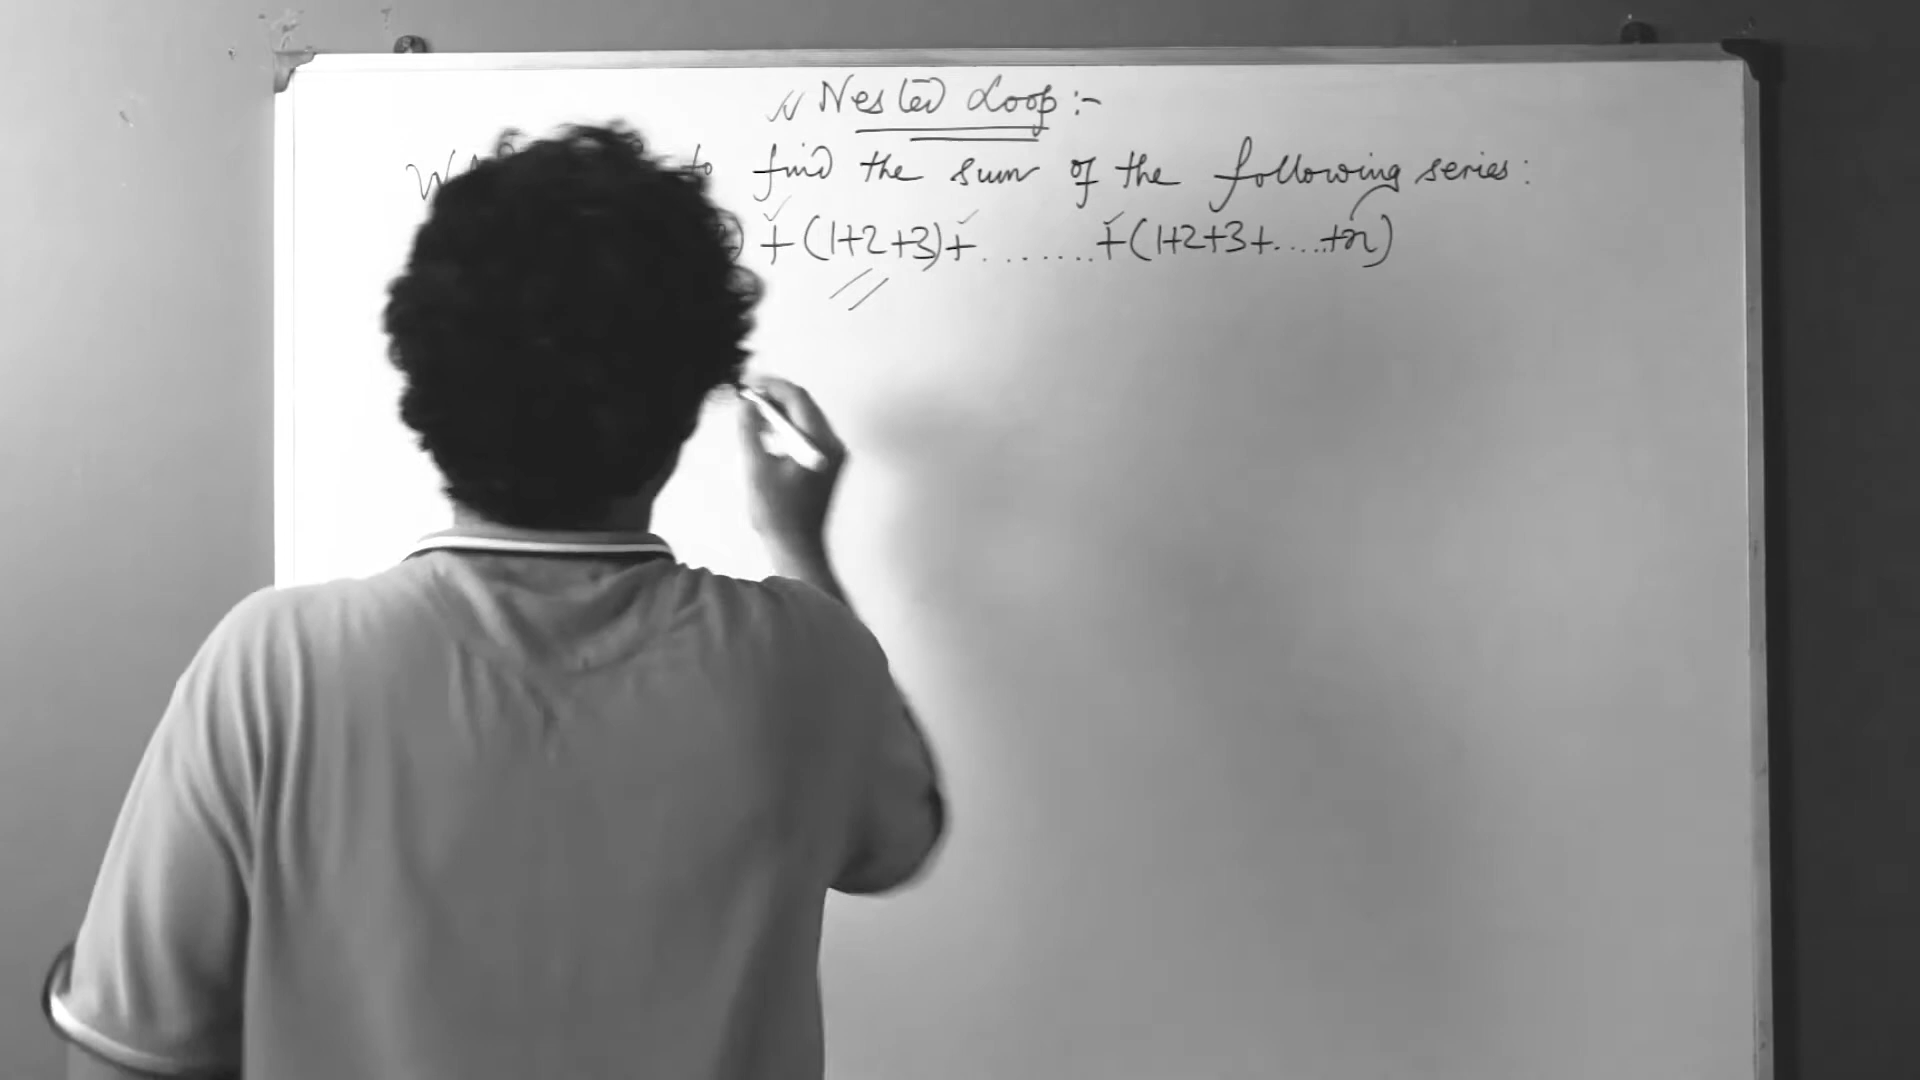 Nested Loop :-
to find the sum of the following series :
) + (1+2+3) + ....... + (1+2+3+....+n)